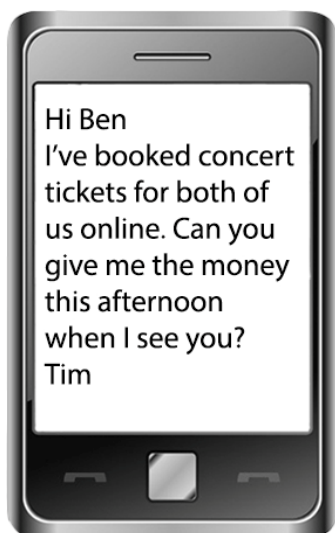 Hi Ben
I've booked concert
tickets for both of
us online. Can you
give me the money
this afternoon
when I see you?
Tim